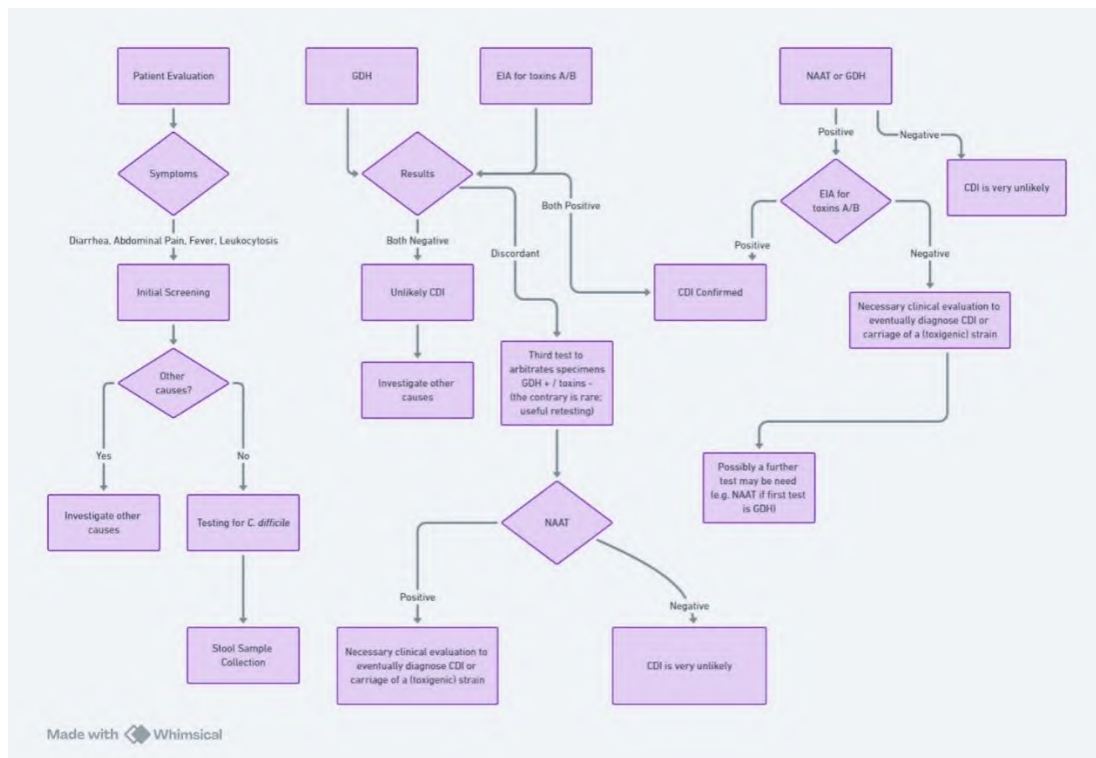 Patient Evaluation
Symptoms
Diarrhea, Abdominal Pain, Fever, Leukocytosis
Initial Screening
Other
causes?
Yes
No
Investigate other
causes
Testing for C. difficile
Stool Sample
Collection
GDH
EIA for toxins A/B
Results
Both Negative
Discordant
Both Positive
Unlikely CDI
Investigate other
causes
Third test to
arbitrates specimens
GDH + / toxins -
(the contrary is rare;
useful retesting)
NAAT
Positive
Negative
Necessary clinical evaluation to
eventually diagnose CDI or
carriage of a (toxigenic) strain
CDI is very unlikely
NAAT or GDH
Positive
Negative
CDI is very unlikely
EIA for
toxins A/B
Positive
Negative
CDI Confirmed
Necessary clinical evaluation to
eventually diagnose CDI or
carriage of a (toxigenic) strain
Possibly a further
test may be need
(e.g. NAAT if first test
is GDH)
Made with Whimsical